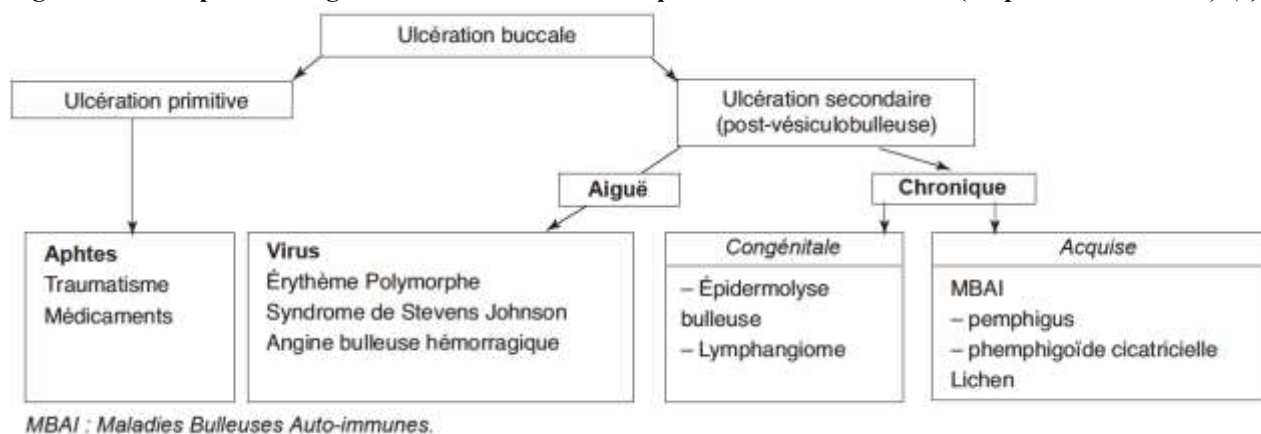 Ulcération buccale
Ulcération primitive
Ulcération secondaire
(post-vésiculobulleuse)
Aiguë
Chronique
Aphtes
Traumatisme
Médicaments
Virus
Érythème Polymorphe
Syndrome de Stevens Johnson
Angine bulleuse hémorragique
Congénitale
– Épidermolyse
bulleuse
– Lymphangiome
Acquise
MBAI
– pemphigus
– phemphigoïde cicatricielle
Lichen
MBAI : Maladies Bulleuses Auto-immunes.